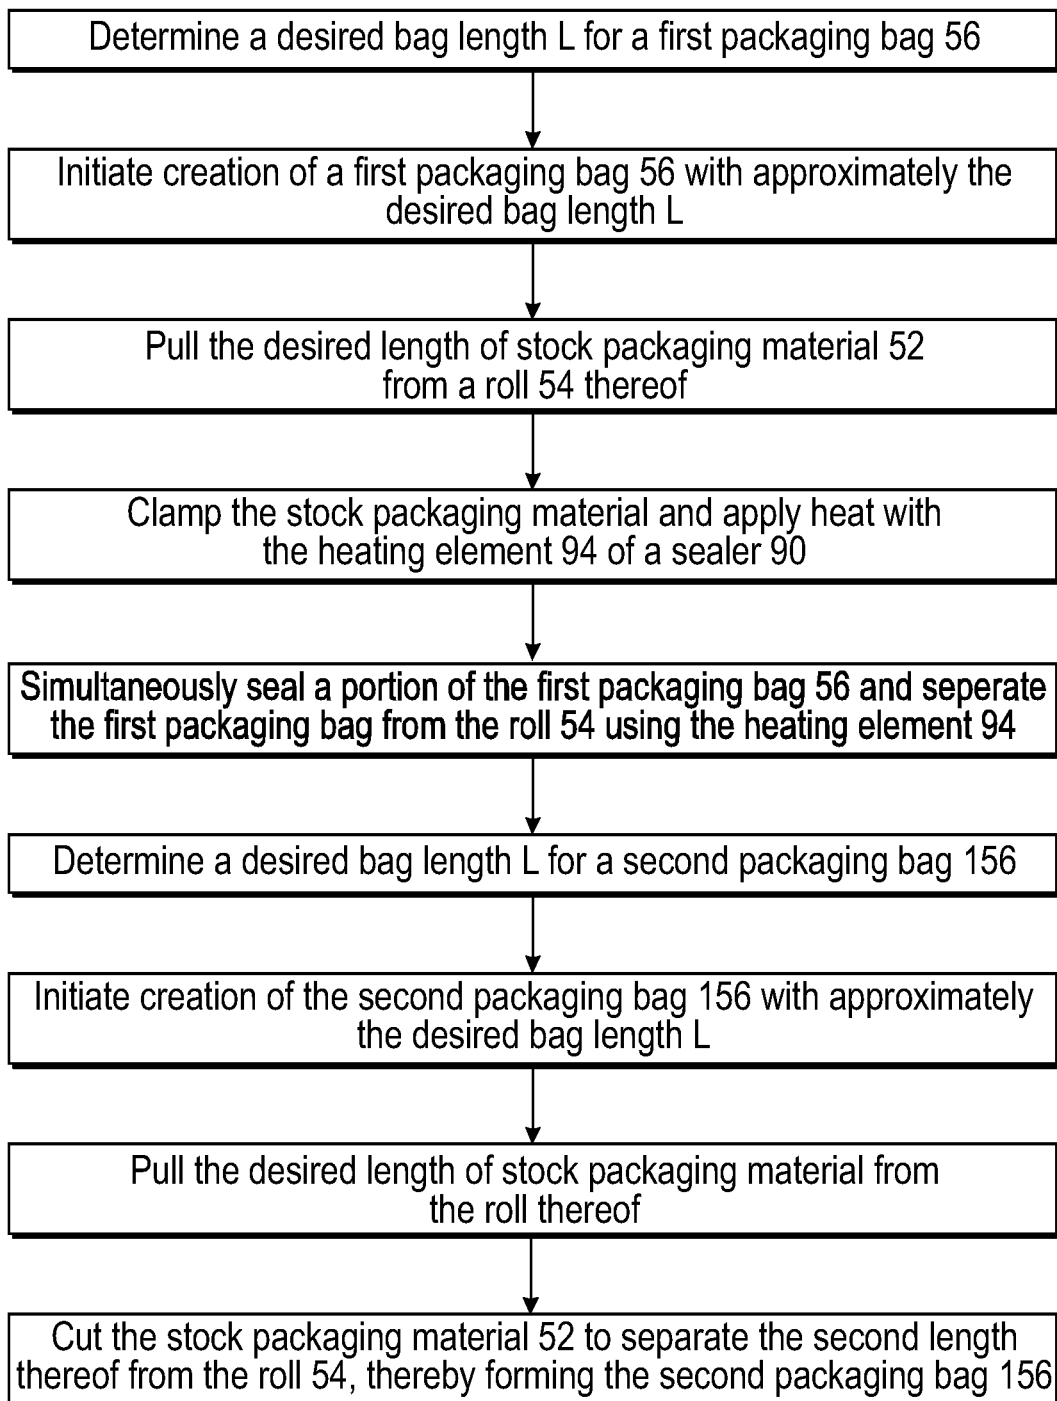 Determine a desired bag length L for a first packaging bag 56
Initiate creation of a first packaging bag 56 with approximately the
desired bag length L
Pull the desired length of stock packaging material 52
from a roll 54 thereof
Clamp the stock packaging material and apply heat with
the heating element 94 of a sealer 90
Simultaneously seal a portion of the first packaging bag 56 and seperate
the first packaging bag from the roll 54 using the heating element 94
Determine a desired bag length L for a second packaging bag 156
Initiate creation of the second packaging bag 156 with approximately
the desired bag length L
Pull the desired length of stock packaging material from
the roll thereof
Cut the stock packaging material 52 to separate the second length
thereof from the roll 54, thereby forming the second packaging bag 156